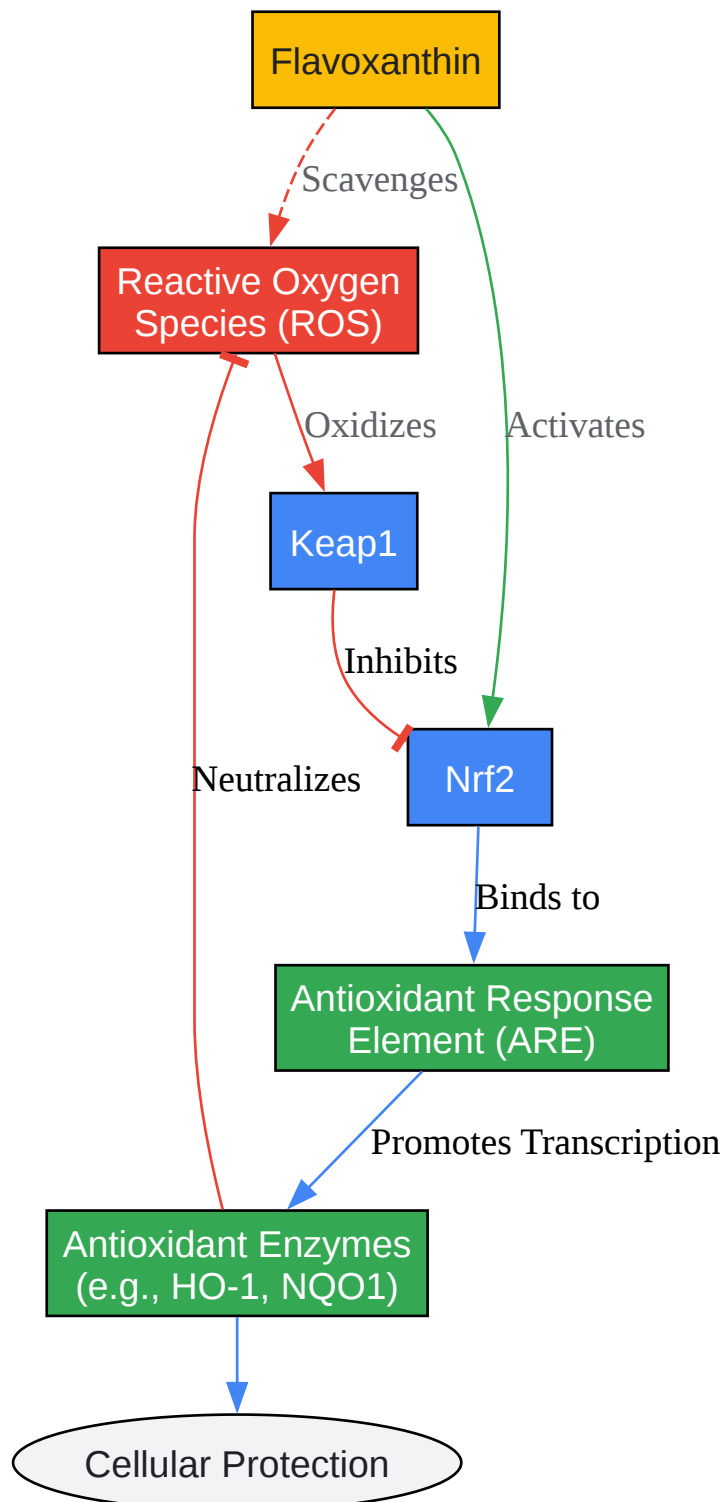 Flavoxanthin
Scavenges
Reactive Oxygen
Species (ROS)
Oxidizes
Activates
Keap1
Inhibits
Neutralizes
Nrf2
Binds to
Antioxidant Response
Element (ARE)
Promotes Transcription
Antioxidant Enzymes
(e.g., HO-1, NQO1)
Cellular Protection